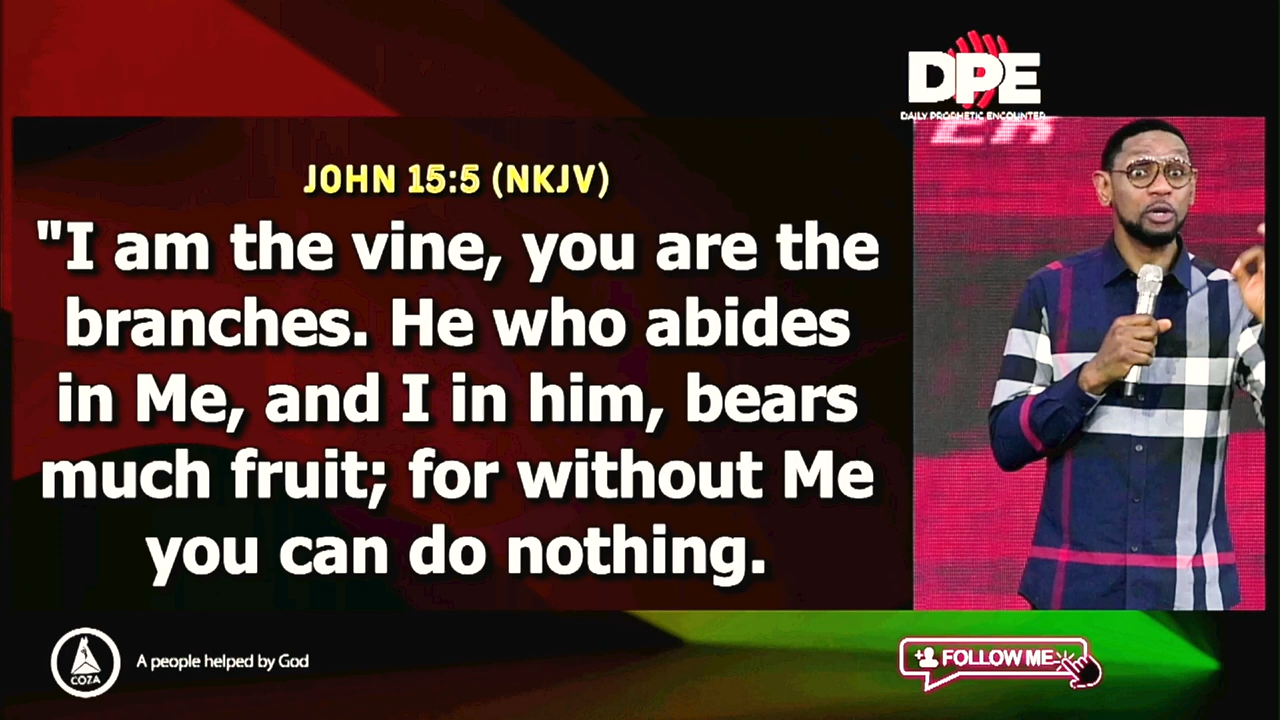 DPE
DAILY PROPHETIC ENCOUNTER
ER
JOHN 15:5 (NKJV)
"I am the vine, you are the
branches. He who abides
in Me, and I in him, bears
much fruit; for without Me
you can do nothing.
COZA
A people helped by God
FOLLOW ME